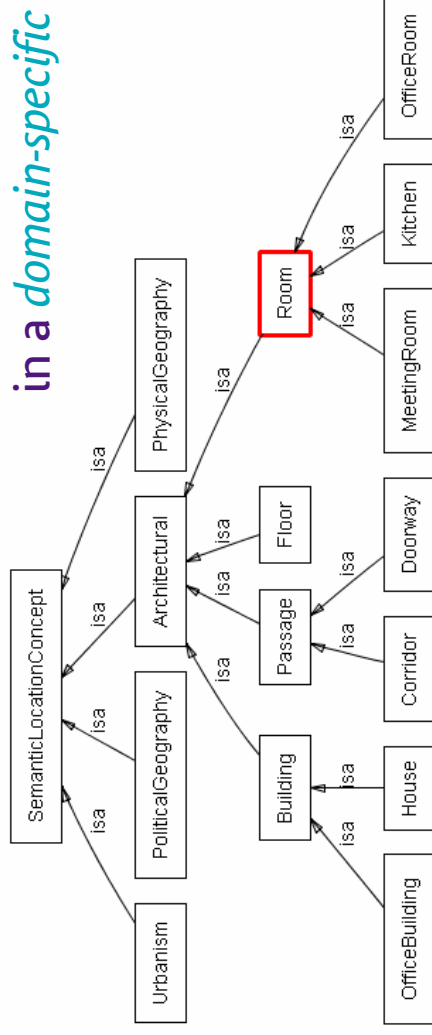 in a domain-specific
SemanticLocationConcept
isa
isa
isa
isa
Urbanism
PoliticalGeography
Architectural
PhysicalGeography
isa
isa
isa
isa
Building
Passage
Floor
Room
isa
isa
isa
isa
isa
isa
isa
OfficeBuilding
House
Corridor
Doorway
MeetingRoom
Kitchen
OfficeRoom